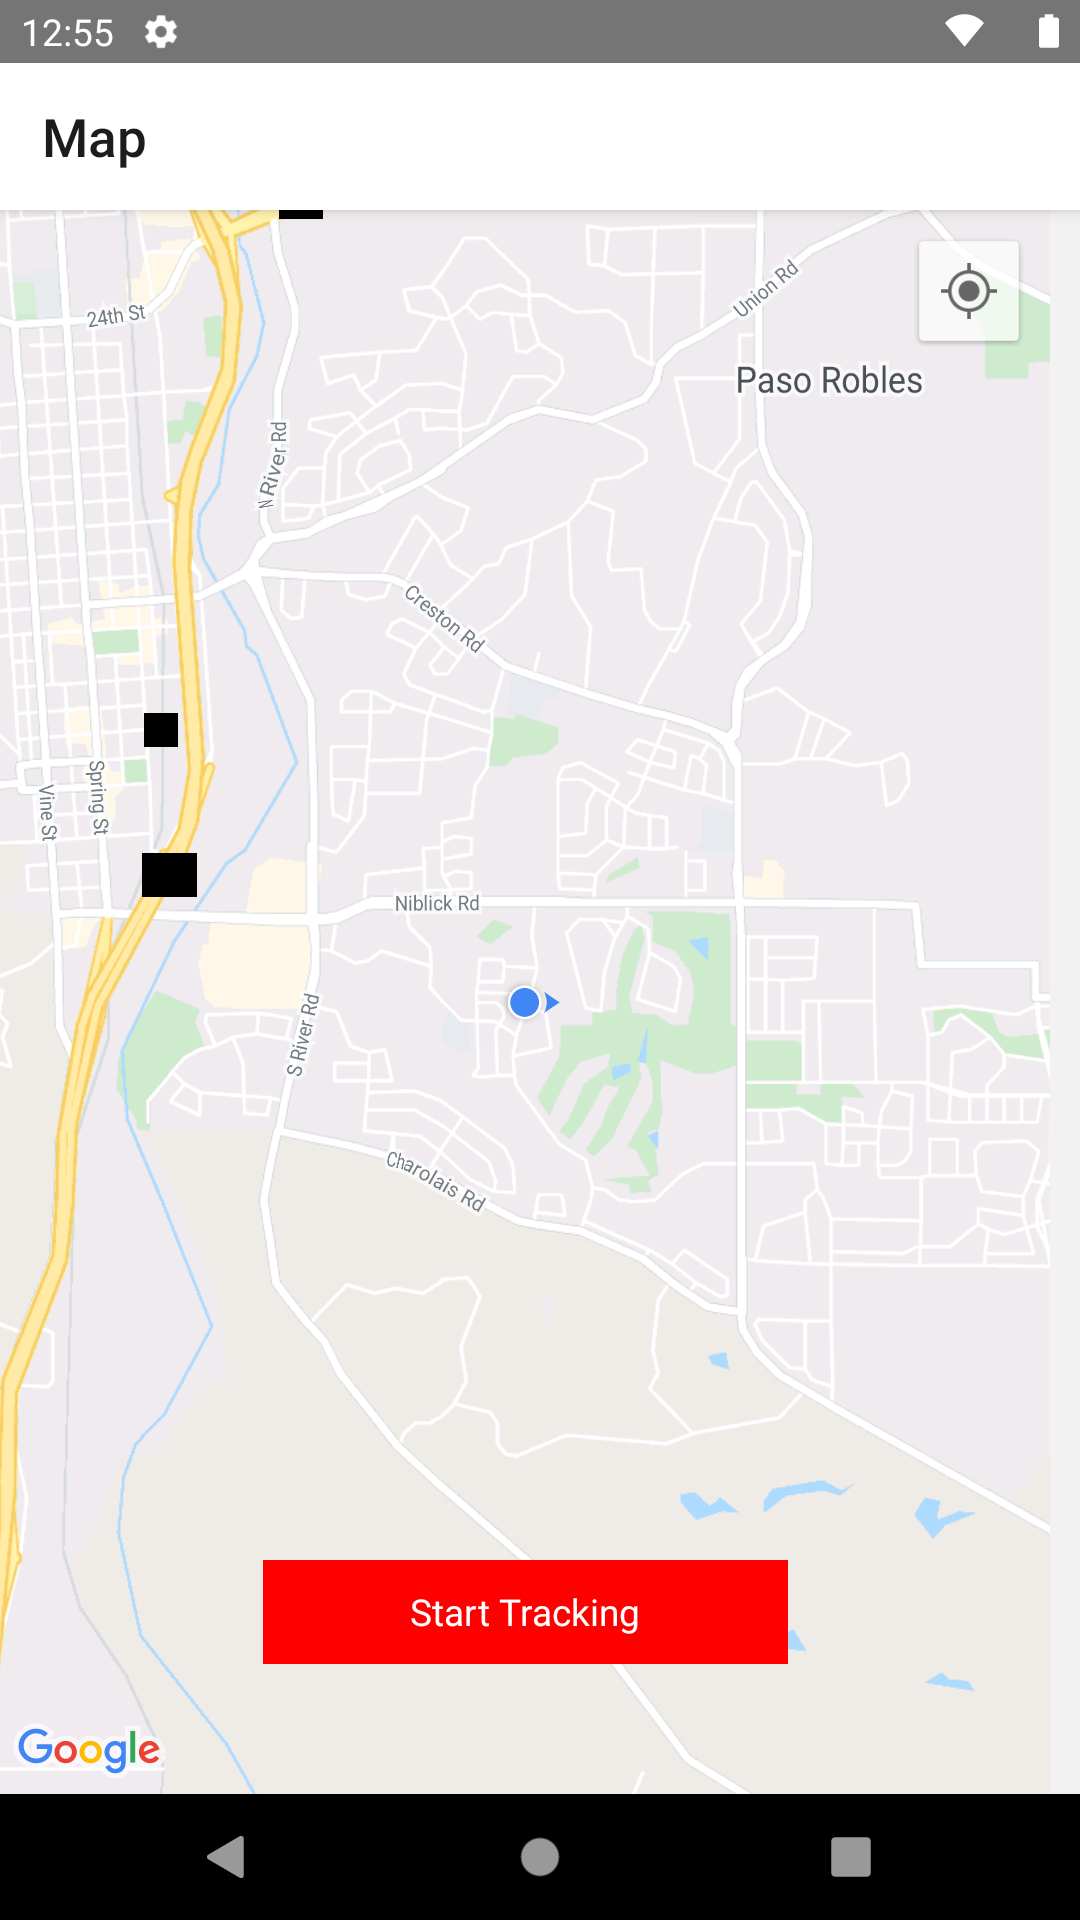 12:55
Map
24th St
Union Rd
Paso Robles
N River Rd
Creston Rd
Spring St
Vine St
Niblick Rd
S River Rd
Charolais Rd
Start Tracking
Google